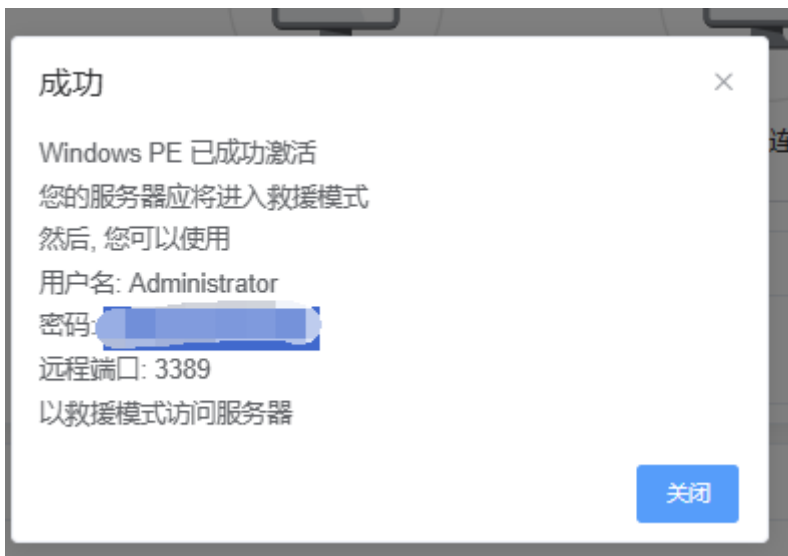 成功
Windows PE 已成功激活
您的服务器应将进入救援模式
然后, 您可以使用
用户名: Administrator
密码:
远程端口: 3389
以救援模式访问服务器
关闭
连